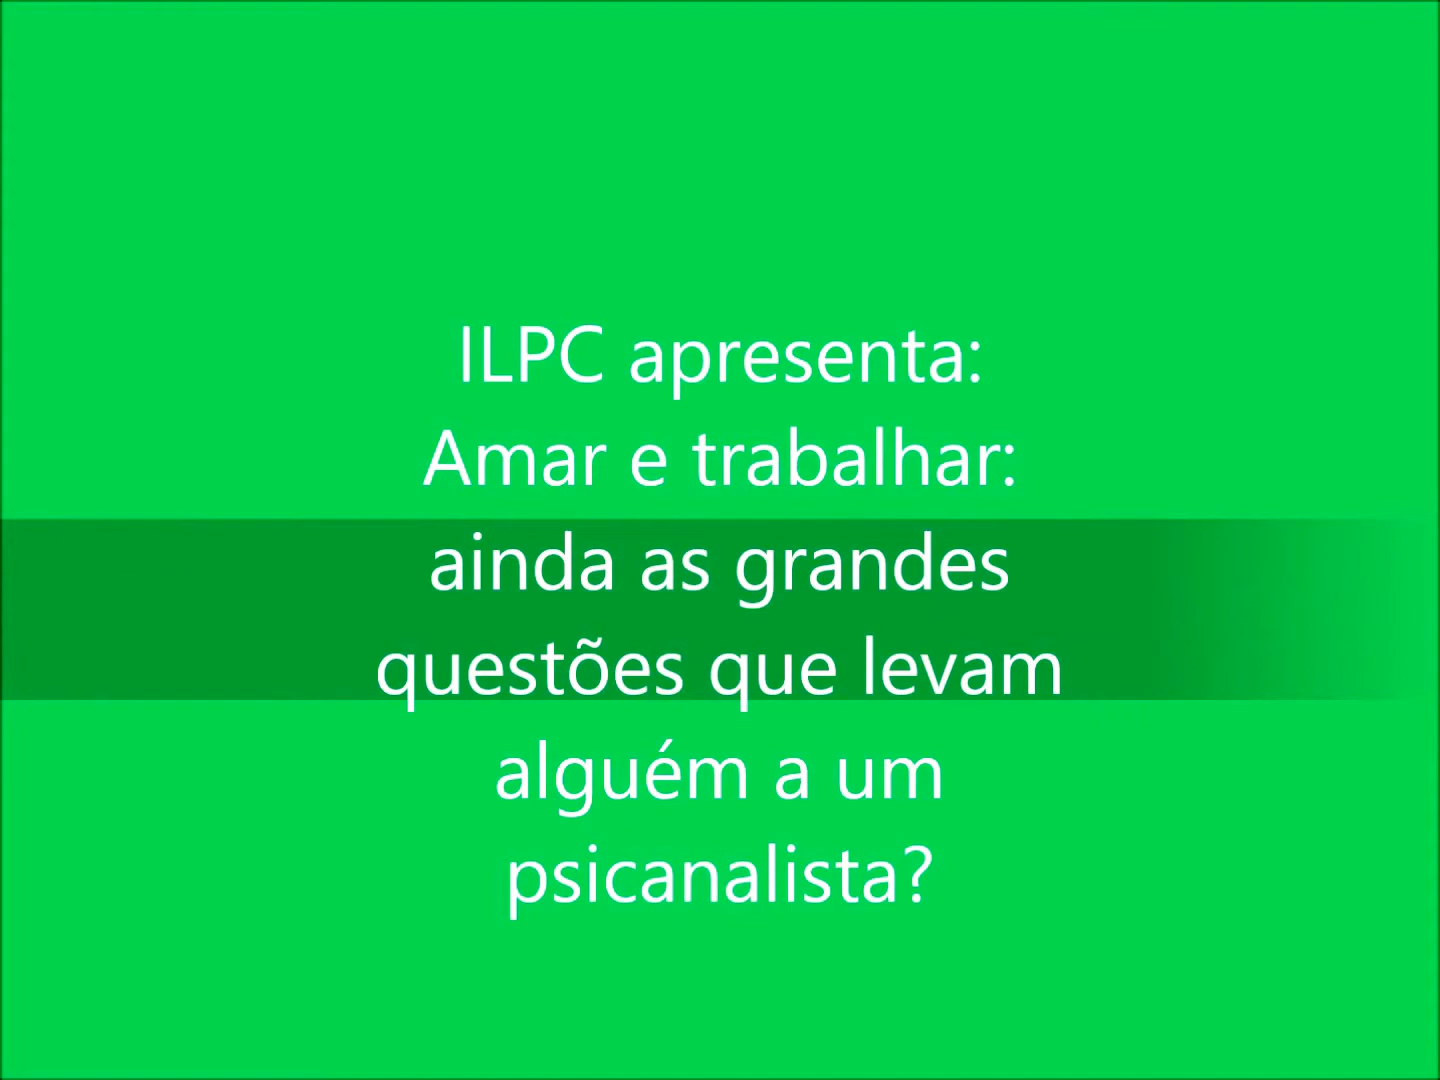 ILPC apresenta:
Amar e trabalhar:
ainda as grandes
questões que levam
alguém a um
psicanalista?